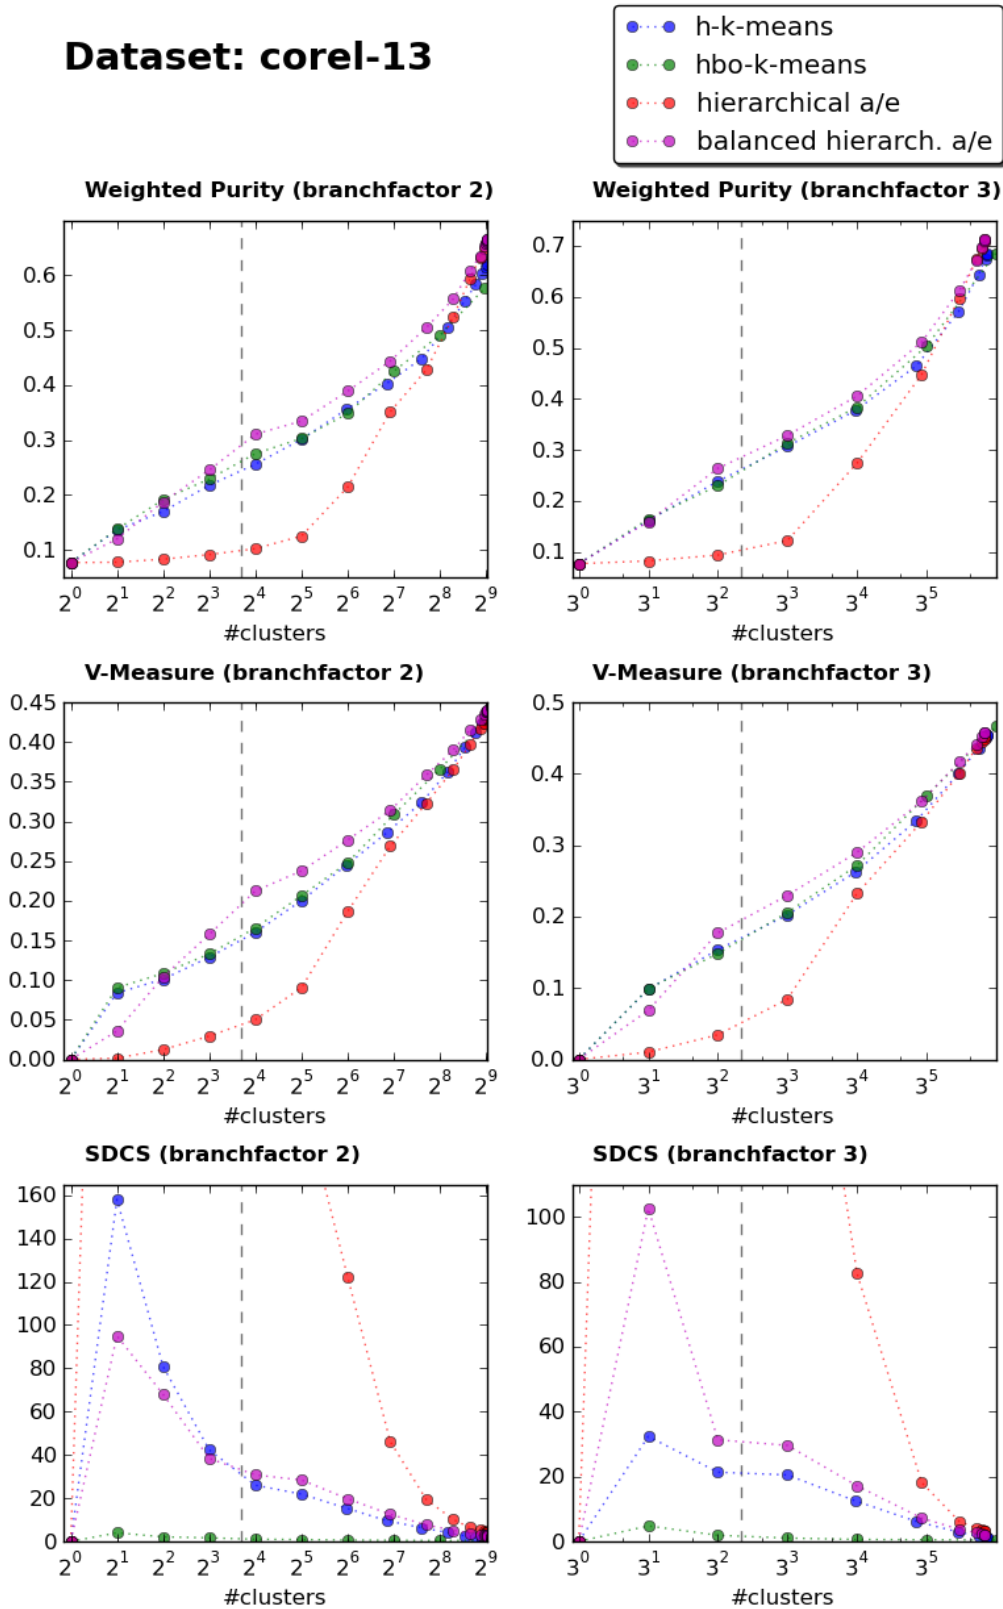 Dataset: corel-13
h-k-means
hbo-k-means
hierarchical a/e
balanced hierarch. a/e
Weighted Purity (branchfactor 2)
0.6
0.5
0.4
0.3
0.2
0.1
2^0 2^1 2^2 2^3 2^4 2^5 2^6 2^7 2^8 2^9
#clusters
Weighted Purity (branchfactor 3)
0.7
0.6
0.5
0.4
0.3
0.2
0.1
3^0 3^1 3^2 3^3 3^4 3^5
#clusters
V-Measure (branchfactor 2)
0.45
0.40
0.35
0.30
0.25
0.20
0.15
0.10
0.05
0.00
2^0 2^1 2^2 2^3 2^4 2^5 2^6 2^7 2^8 2^9
#clusters
V-Measure (branchfactor 3)
0.5
0.4
0.3
0.2
0.1
0.0
3^0 3^1 3^2 3^3 3^4 3^5
#clusters
SDCS (branchfactor 2)
160
140
120
100
80
60
40
20
0
2^0 2^1 2^2 2^3 2^4 2^5 2^6 2^7 2^8 2^9
#clusters
SDCS (branchfactor 3)
100
80
60
40
20
0
3^0 3^1 3^2 3^3 3^4 3^5
#clusters